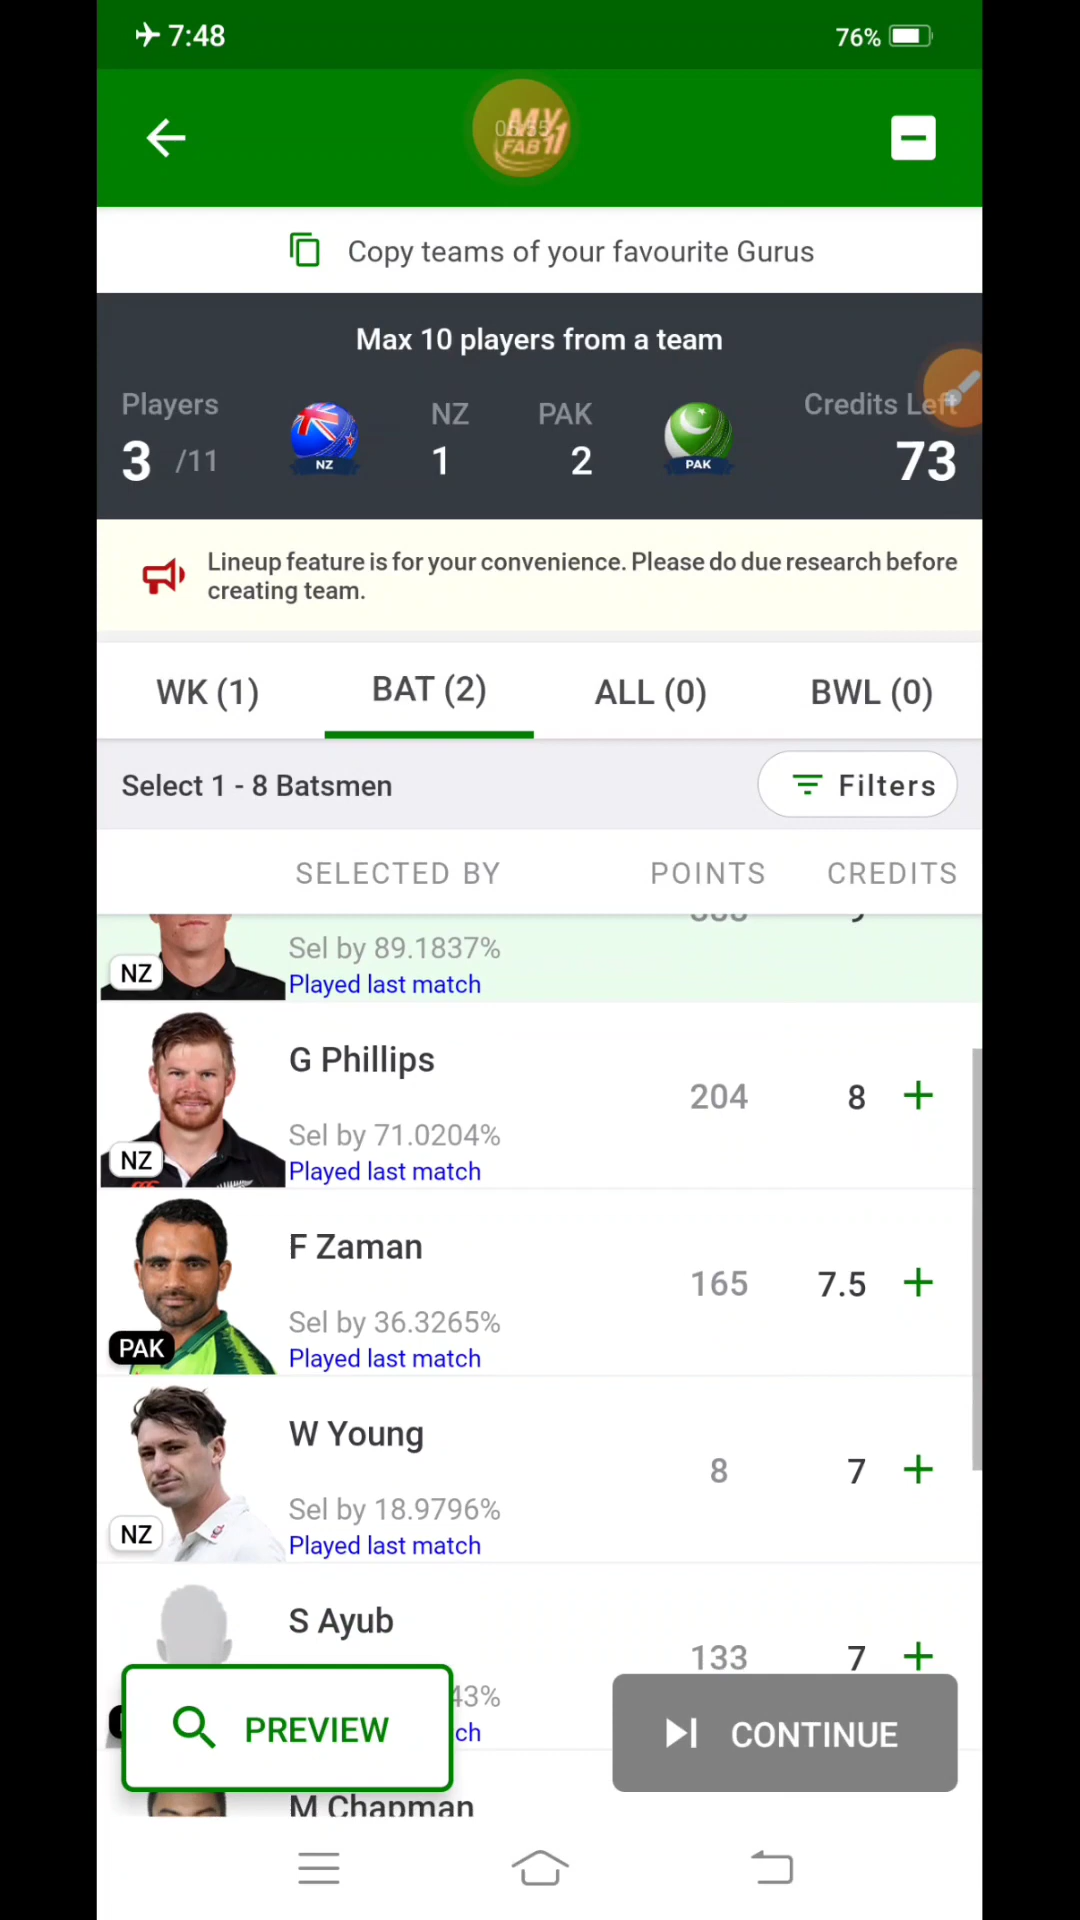 7:48
76%
MY
FAB11
Copy teams of your favourite Gurus
Max 10 players from a team
Players
NZ
PAK
Credits Left
3 /11
NZ
1
2
PAK
73
Lineup feature is for your convenience. Please do due research before
creating team.
WK (1)
BAT (2)
ALL (0)
BWL (0)
Select 1 - 8 Batsmen
Filters
SELECTED BY
POINTS
CREDITS
Sel by 89.1837%
NZ
Played last match
G Phillips
204
8
+
Sel by 71.0204%
NZ
Played last match
F Zaman
165
7.5
+
Sel by 36.3265%
PAK
Played last match
W Young
8
7
+
Sel by 18.9796%
NZ
Played last match
S Ayub
133
7
+
43%
PREVIEW
ch
CONTINUE
M Chapman